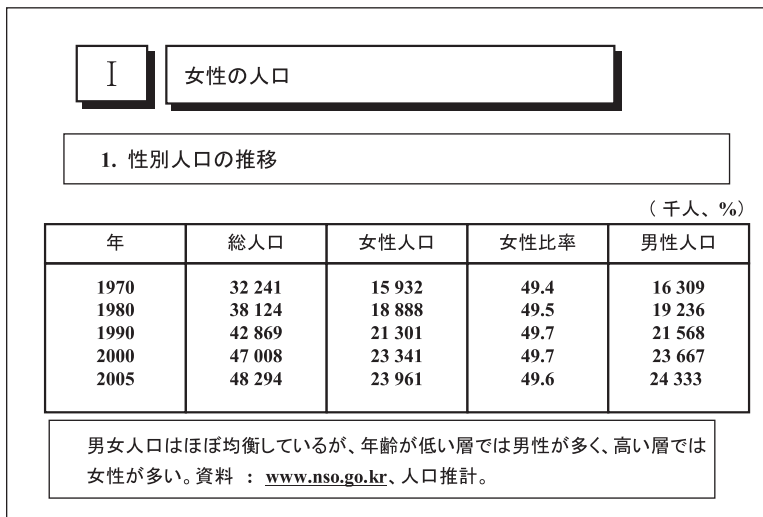 I 女性の人口
1. 性別人口の推移
( 千人、%)
年 総人口 女性人口 女性比率 男性人口
1970 32 241 15 932 49.4 16 309
1980 38 124 18 888 49.5 19 236
1990 42 869 21 301 49.7 21 568
2000 47 008 23 341 49.7 23 667
2005 48 294 23 961 49.6 24 333
男女人口はほぼ均衡しているが、年齢が低い層では男性が多く、高い層では
女性が多い。資料 : www.nso.go.kr、人口推計。